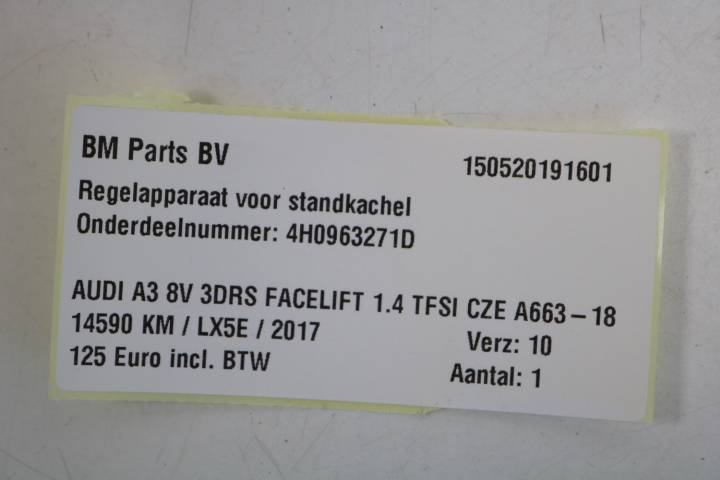 BM Parts BV 150520191601
Regelapparaat voor standkachel
Onderdeelnummer: 4H0963271D
AUDI A3 8V 3DRS FACELIFT 1.4 TFSI CZE A663-18
14590 KM / LX5E / 2017 Verz: 10
125 Euro incl. BTW Aantal: 1